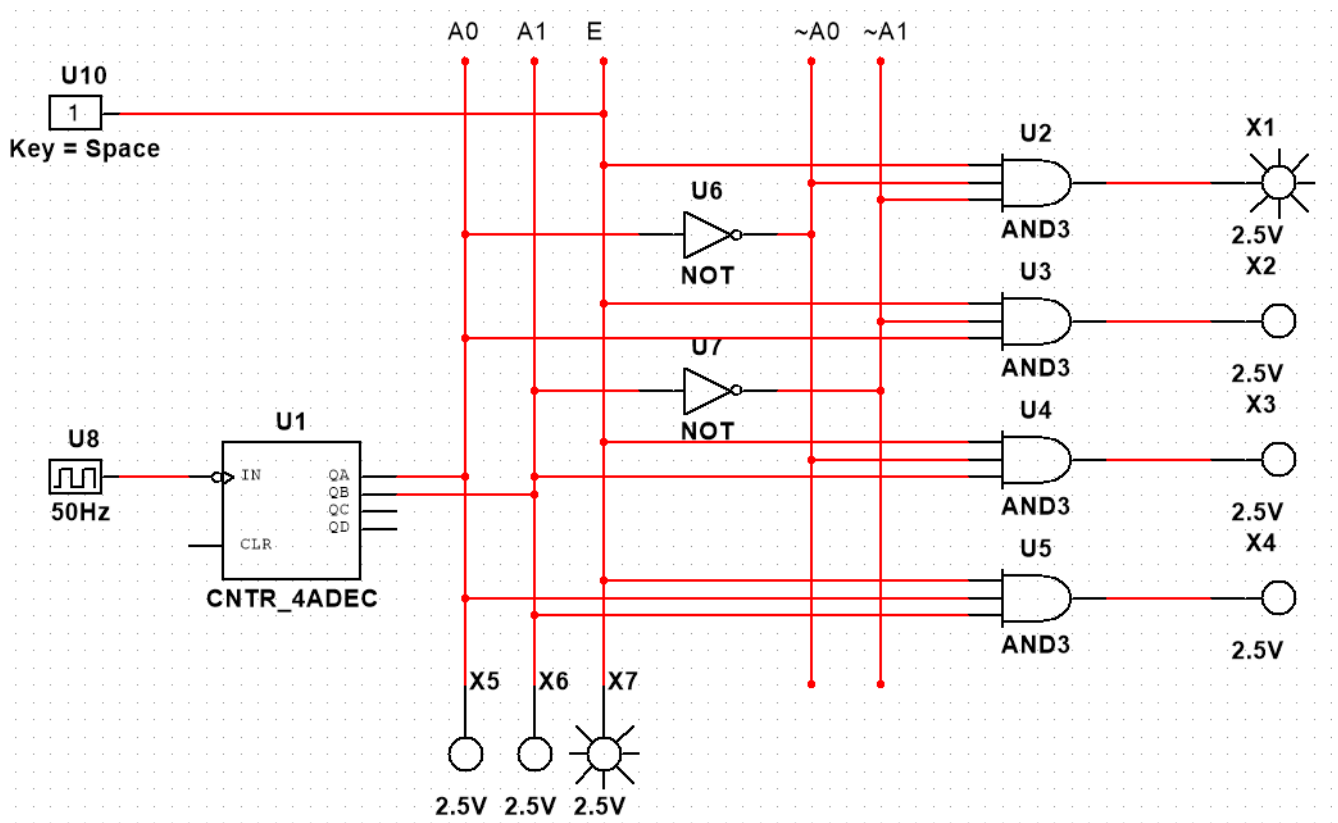 A0 A1 E ~A0 ~A1
U10
1
Key = Space
U2
AND3
X1
2.5V
U6
NOT
U3
AND3
X2
2.5V
U7
NOT
U8
50Hz
U1
IN
CLR
QA
QB
QC
QD
CNTR_4ADEC
U4
AND3
X3
2.5V
U5
AND3
X4
2.5V
X5 X6 X7
2.5V 2.5V 2.5V